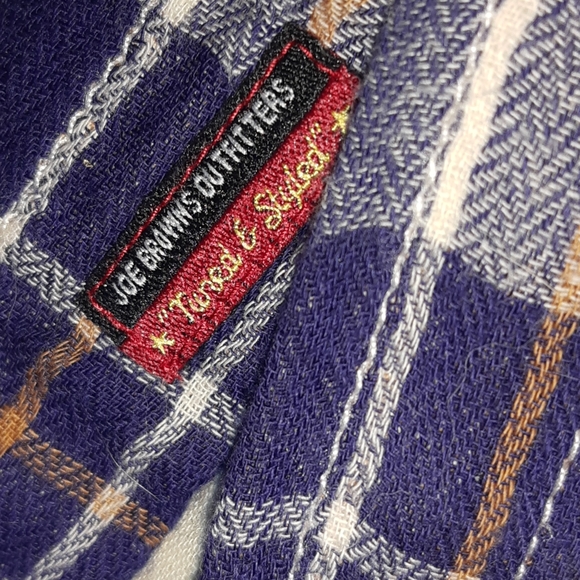 JOE BROWNS OUTFITTERS
"Tuned & Styled"